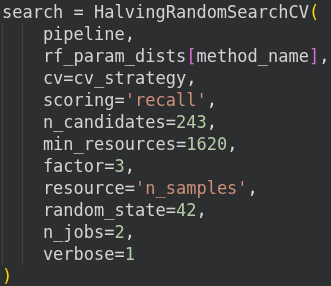 search = HalvingRandomSearchCV(
    pipeline,
    rf_param_dists[method_name],
    cv=cv_strategy,
    scoring='recall',
    n_candidates=243,
    min_resources=1620,
    factor=3,
    resource='n_samples',
    random_state=42,
    n_jobs=2,
    verbose=1
)